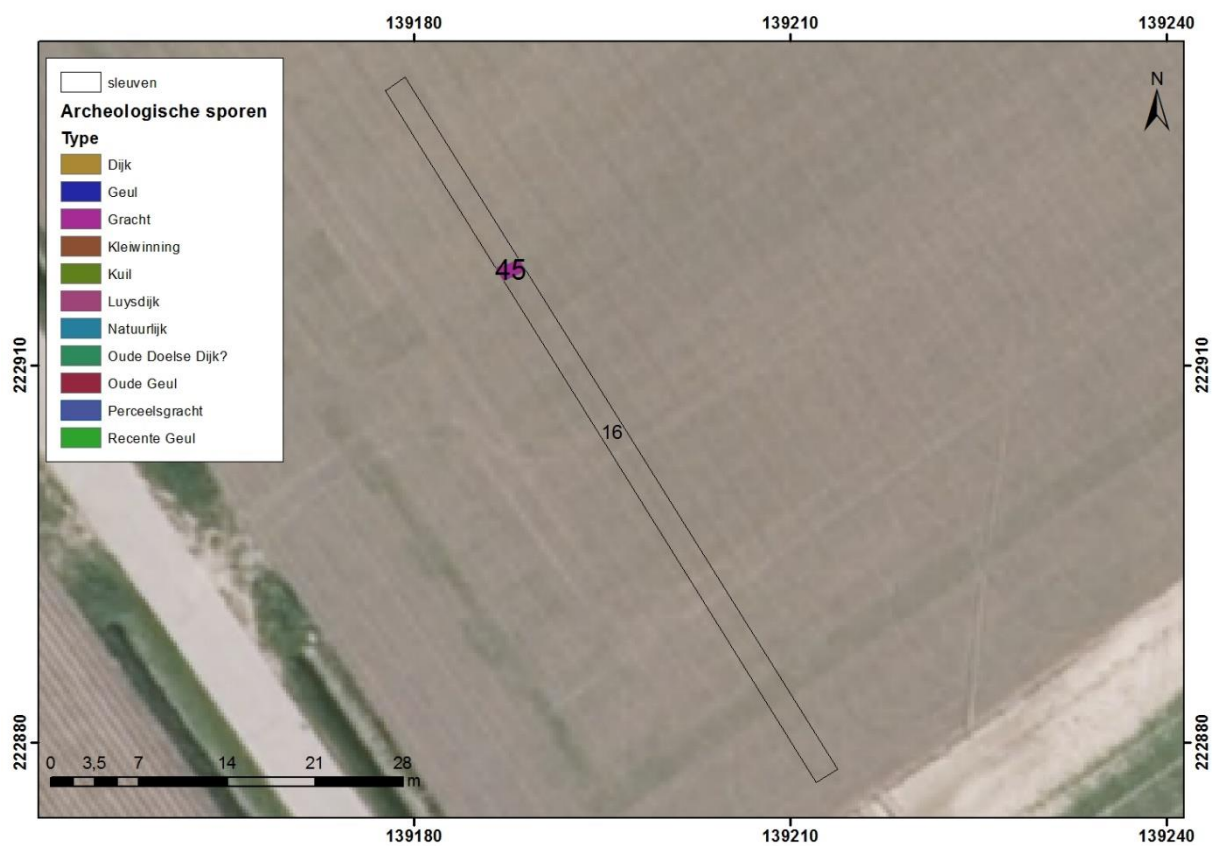 139180 139210 139240
sleuven
Archeologische sporen
Type
Dijk
Geul
Gracht
Kleiwinning
Kuil
Luysdijk
Natuurlijk
Oude Doelse Dijk?
Oude Geul
Perceelsgracht
Recente Geul
N
45
222910 222910
16
222880 222880
0 3,5 7 14 21 28
m
139180 139210 139240